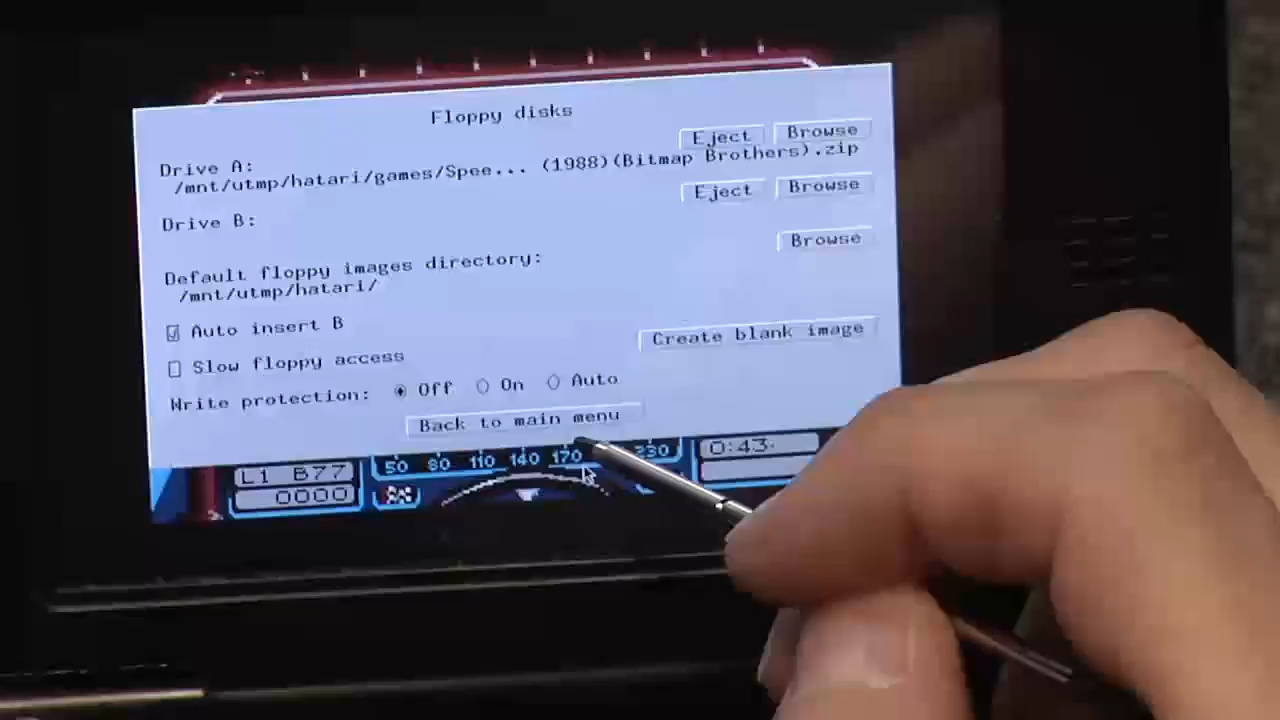 Floppy disks
Drive A: Eject Browse
/mnt/utmp/hatari/games/Spee... (1988)(Bitmap Brothers).zip
Drive B: Eject Browse
Default floppy images directory: Browse
/mnt/utmp/hatari/
Auto insert B
Slow floppy access Create blank image
Write protection: Off On Auto
Back to main menu
L1 B77 50 80 110 140 170 230 0:43
0000